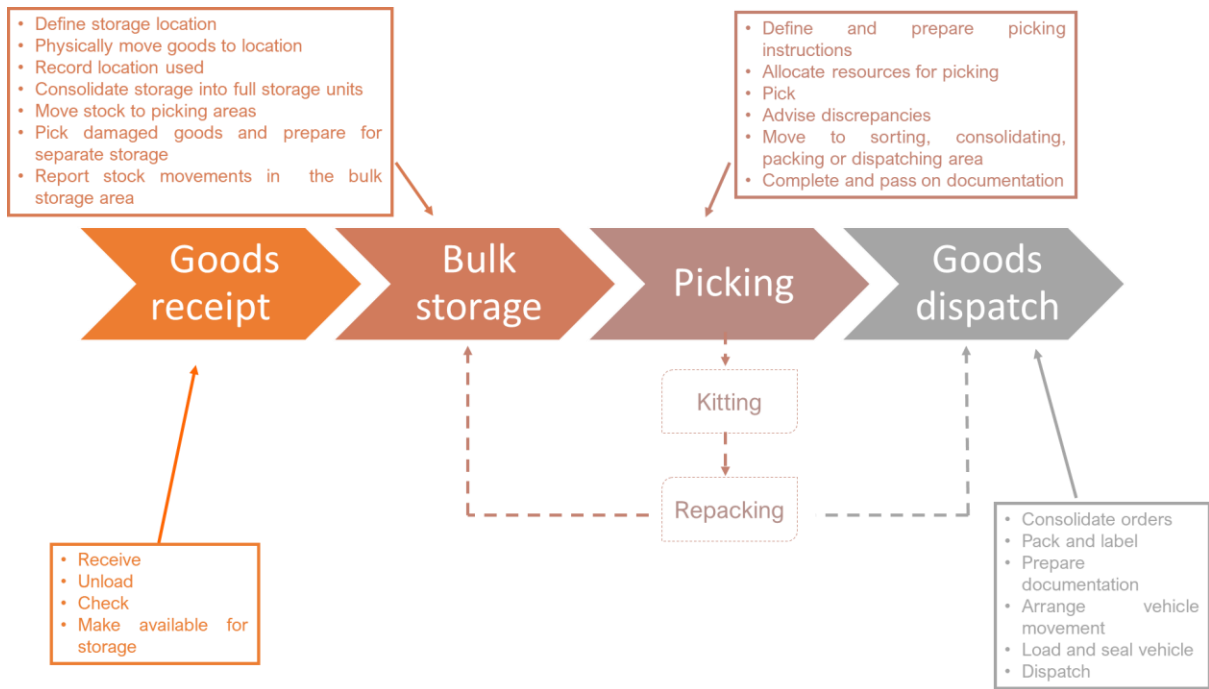 • Define storage location
• Physically move goods to location
• Record location used
• Consolidate storage into full storage units
• Move stock to picking areas
• Pick damaged goods and prepare for
separate storage
• Report stock movements in the bulk
storage area
• Define and prepare picking
instructions
• Allocate resources for picking
• Pick
• Advise discrepancies
• Move to sorting, consolidating,
packing or dispatching area
• Complete and pass on documentation
Goods
receipt
Bulk
storage
Picking
Goods
dispatch
Kitting
Repacking
• Receive
• Unload
• Check
• Make available for
storage
• Consolidate orders
• Pack and label
• Prepare
documentation
• Arrange vehicle
movement
• Load and seal vehicle
• Dispatch